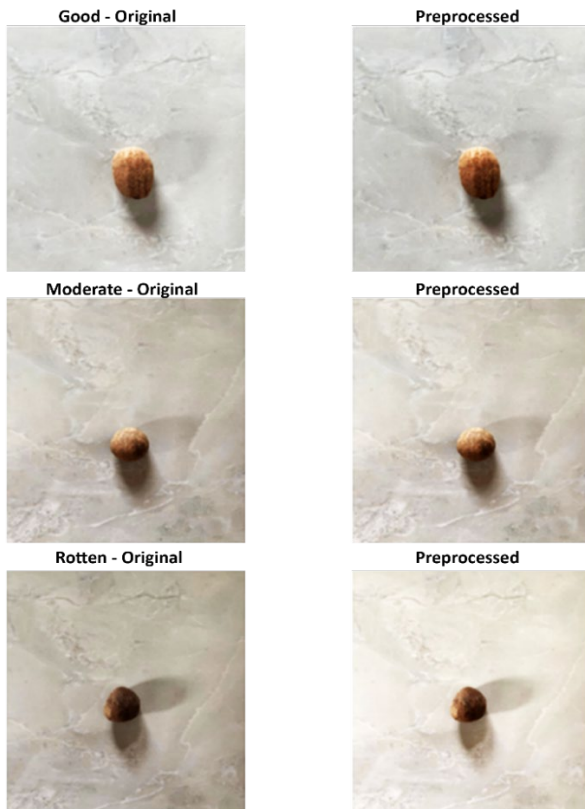 Good - Original
Preprocessed
Moderate - Original
Preprocessed
Rotten - Original
Preprocessed